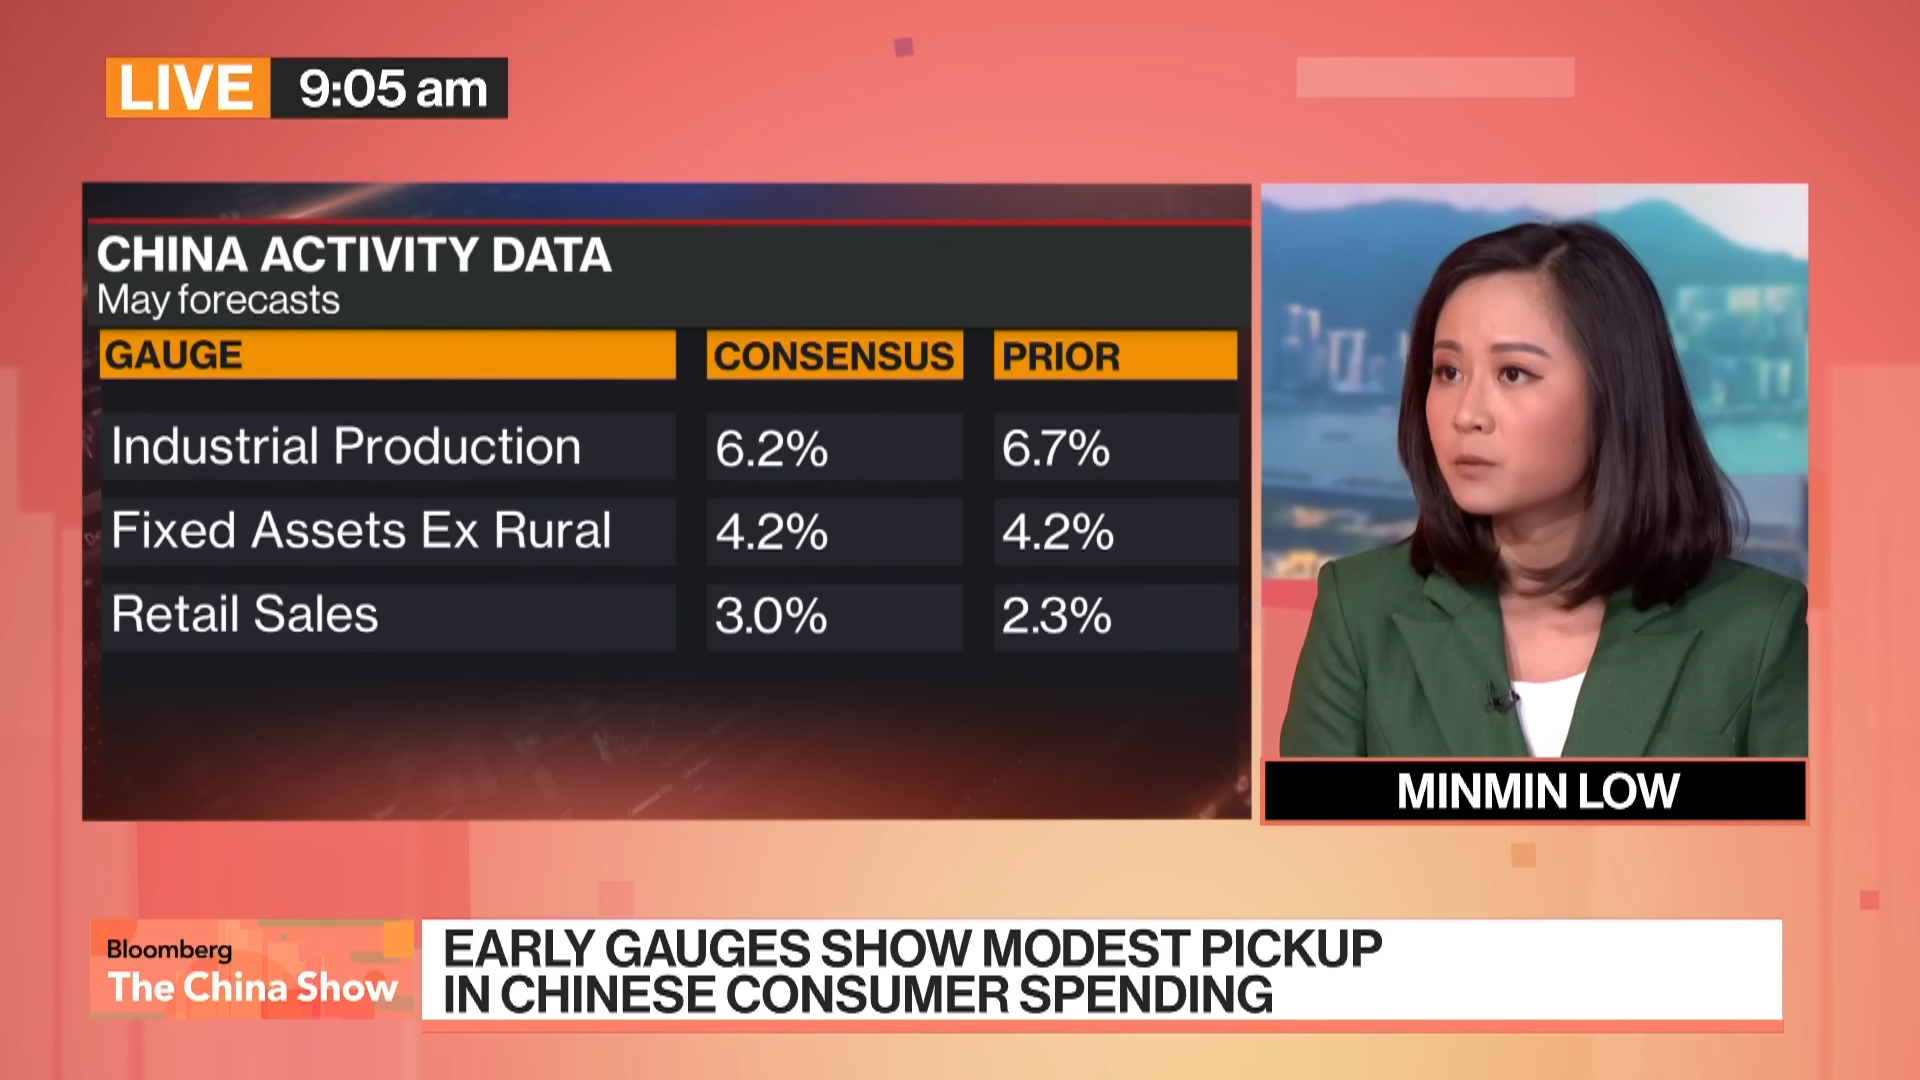 LIVE 9:05 am
CHINA ACTIVITY DATA
May forecasts
GAUGE CONSENSUS PRIOR
Industrial Production 6.2% 6.7%
Fixed Assets Ex Rural 4.2% 4.2%
Retail Sales 3.0% 2.3%
MINMIN LOW
Bloomberg
The China Show
EARLY GAUGES SHOW MODEST PICKUP
IN CHINESE CONSUMER SPENDING